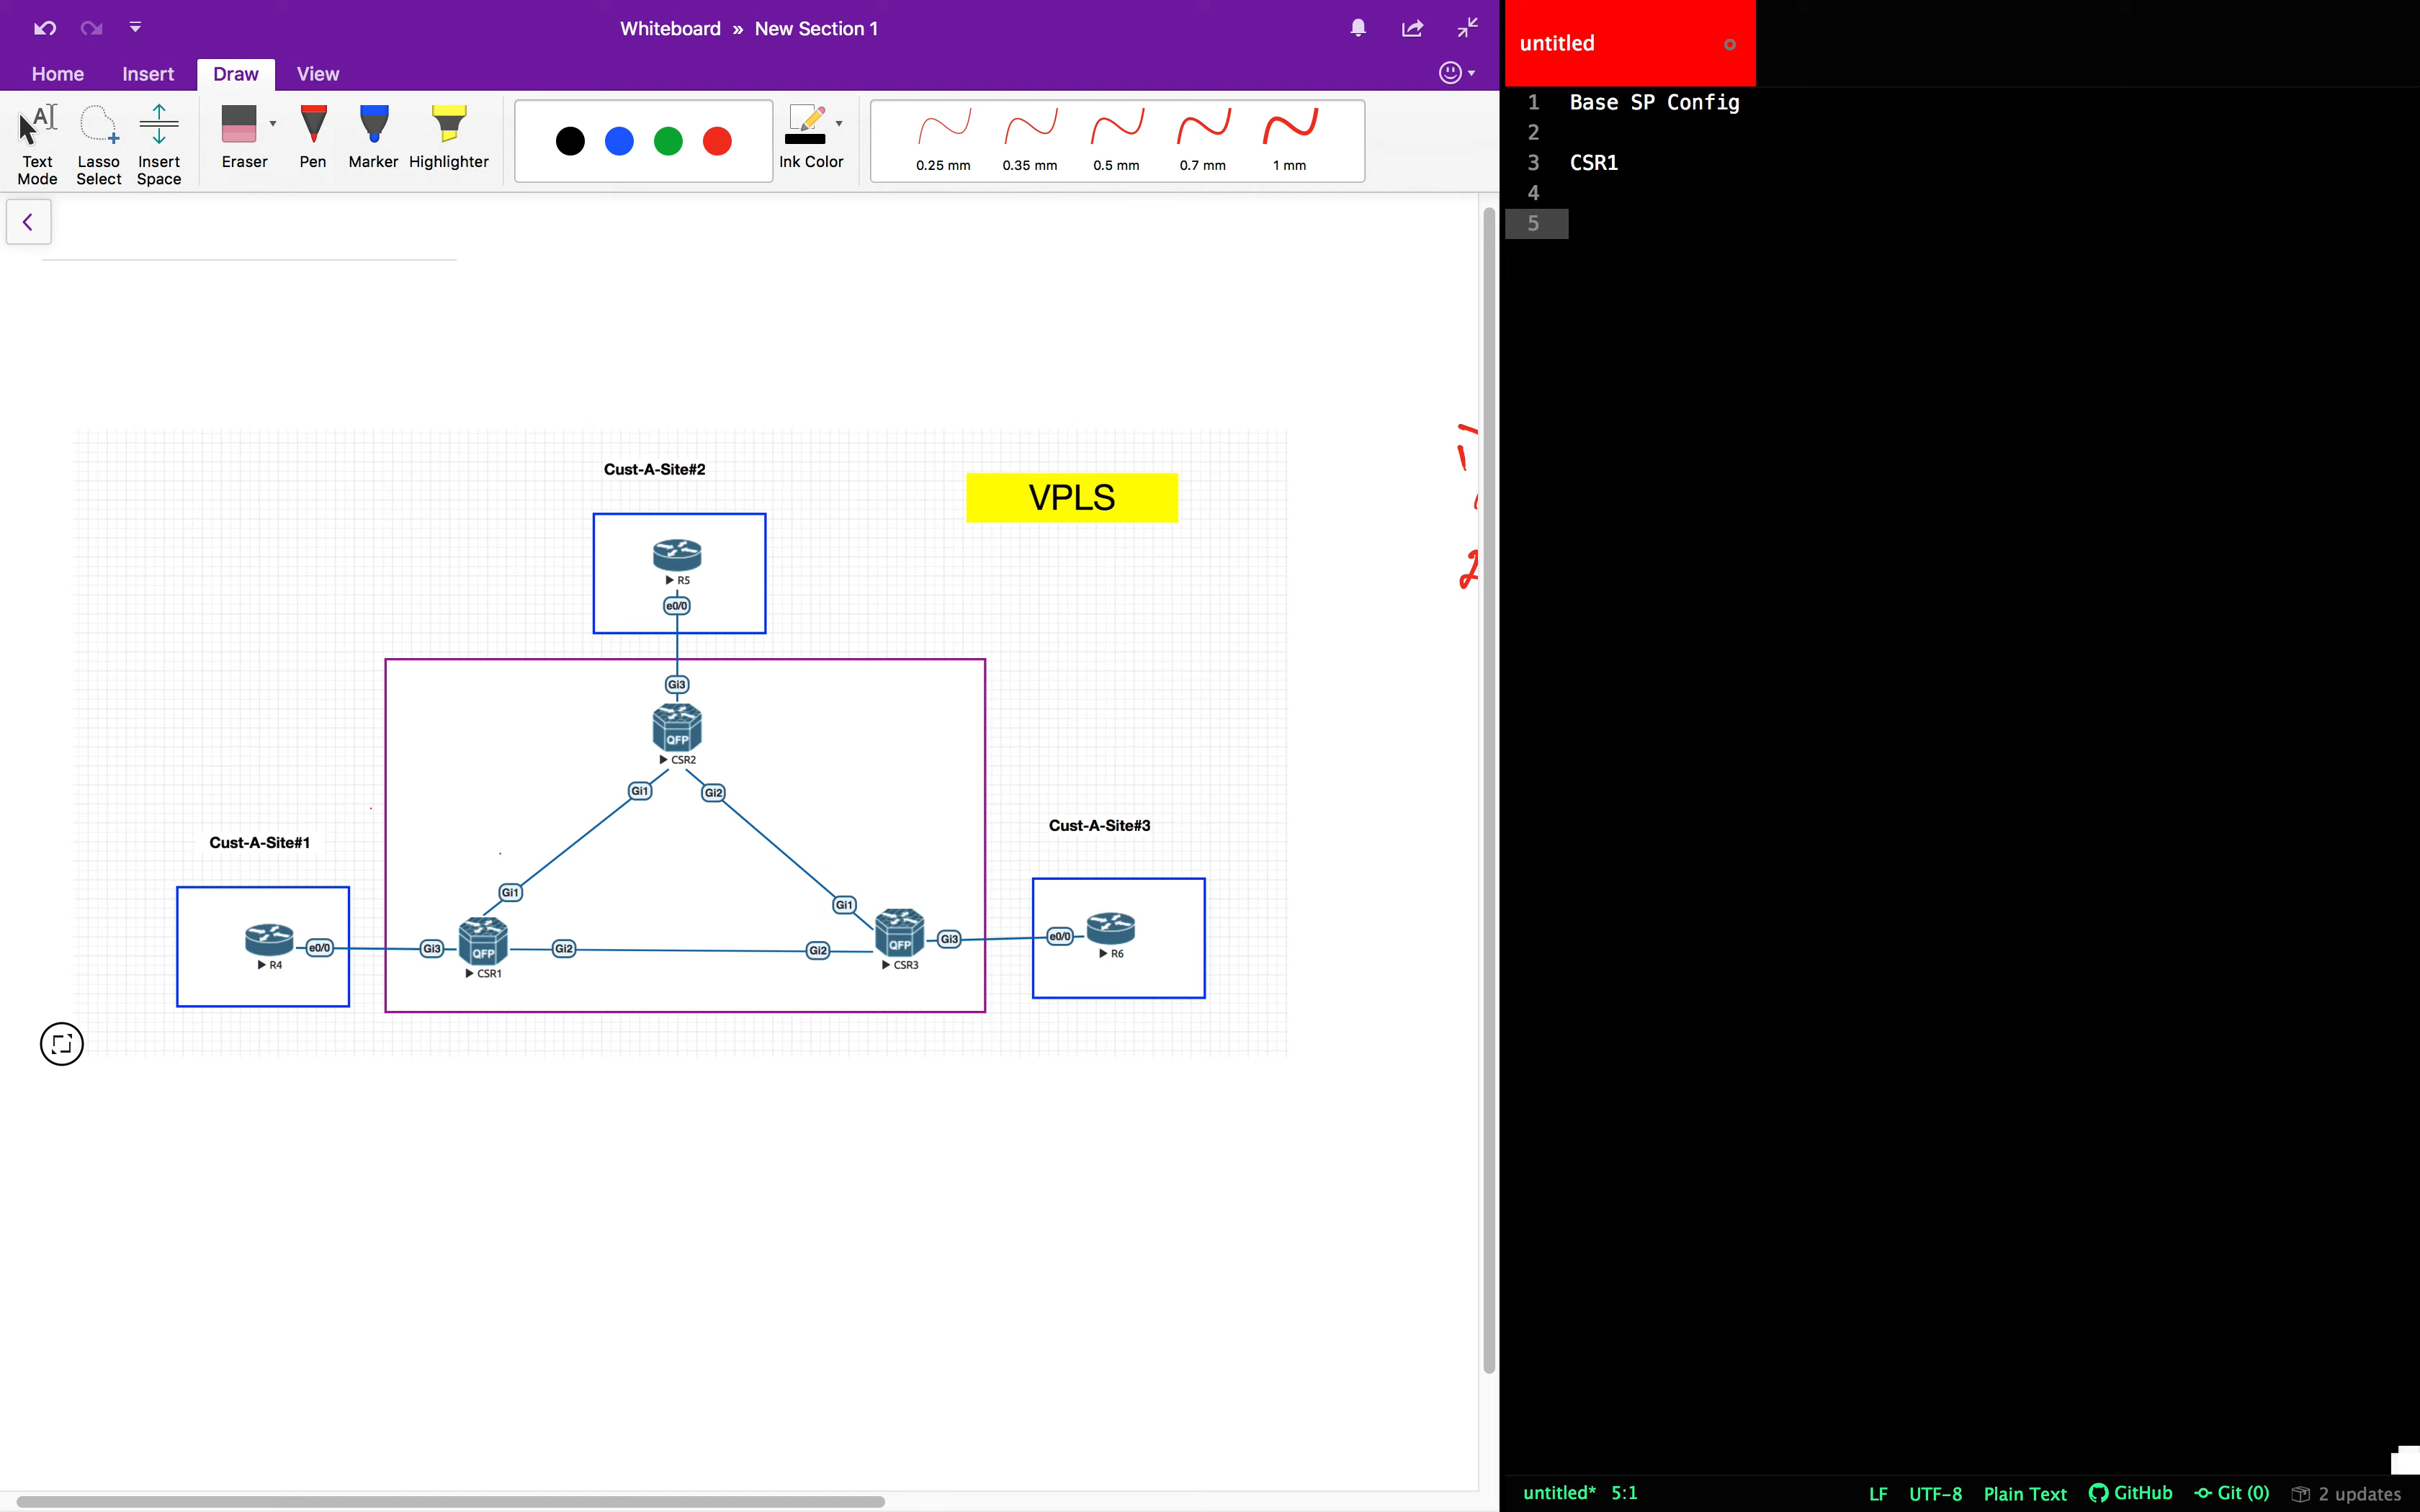 Whiteboard » New Section 1
Home Insert Draw View
Text Mode
Lasso Select
Insert Space
Eraser
Pen
Marker
Highlighter
Ink Color
0.25 mm
0.35 mm
0.5 mm
0.7 mm
1 mm
Cust-A-Site#2
VPLS
R5
e0/0
Gi3
QFP
CSR2
Gi1
Gi2
Cust-A-Site#3
Cust-A-Site#1
Gi1
Gi1
R4
e0/0
Gi3
QFP
CSR1
Gi2
Gi2
QFP
CSR3
Gi3
e0/0
R6
2
untitled
1 Base SP Config
2
3 CSR1
4
5
untitled* 5:1
LF UTF-8 Plain Text GitHub Git (0) 2 updates